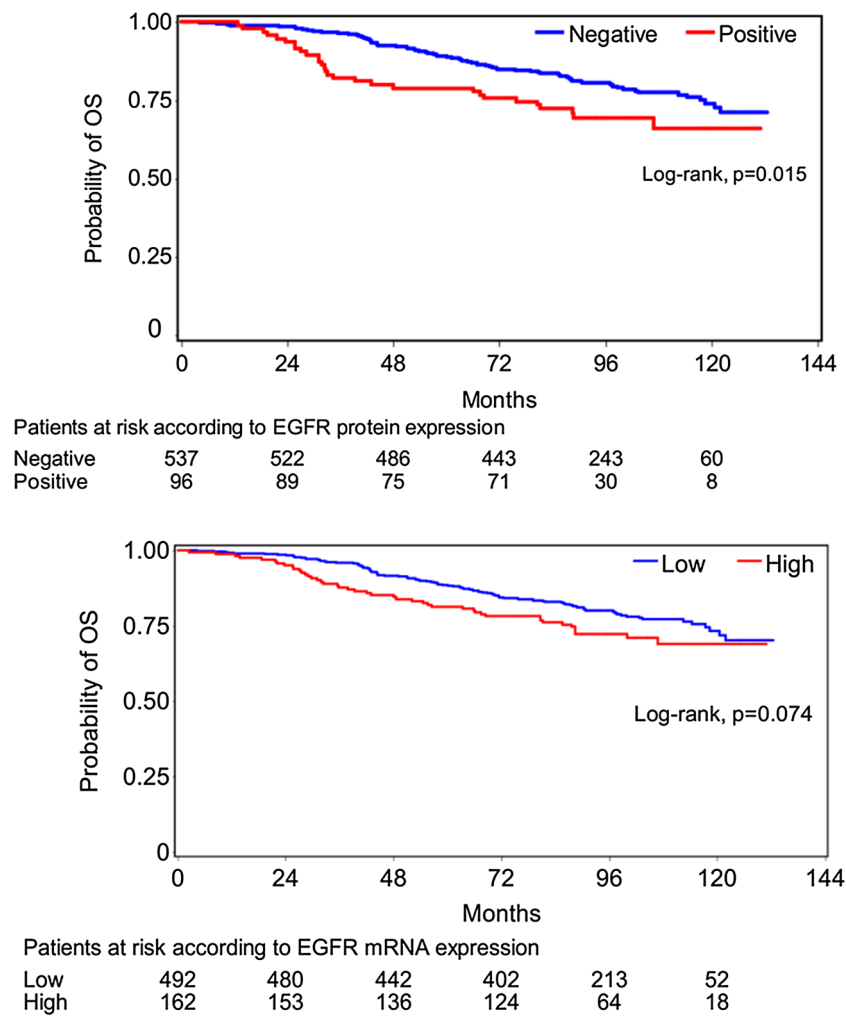 1.00
Negative Positive
0.75
Probability of OS
0.50
Log-rank, p=0.015
0.25
0
0 24 48 72 96 120 144
Months
Patients at risk according to EGFR protein expression
Negative 537 522 486 443 243 60
Positive 96 89 75 71 30 8
1.00
Low High
0.75
Probability of OS
0.50
Log-rank, p=0.074
0.25
0
0 24 48 72 96 120 144
Months
Patients at risk according to EGFR mRNA expression
Low 492 480 442 402 213 52
High 162 153 136 124 64 18